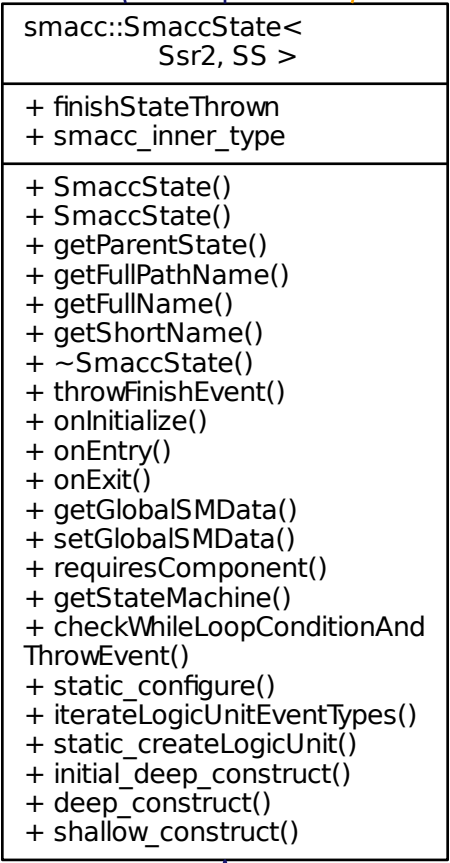 smacc::SmaccState<
Ssr2, SS >
+ finishStateThrown
+ smacc_inner_type
+ SmaccState()
+ SmaccState()
+ getParentState()
+ getFullPathName()
+ getFullName()
+ getShortName()
+ ~SmaccState()
+ throwFinishEvent()
+ onInitialize()
+ onEntry()
+ onExit()
+ getGlobalSMData()
+ setGlobalSMData()
+ requiresComponent()
+ getStateMachine()
+ checkWhileLoopConditionAnd
ThrowEvent()
+ static_configure()
+ iterateLogicUnitEventTypes()
+ static_createLogicUnit()
+ initial_deep_construct()
+ deep_construct()
+ shallow_construct()